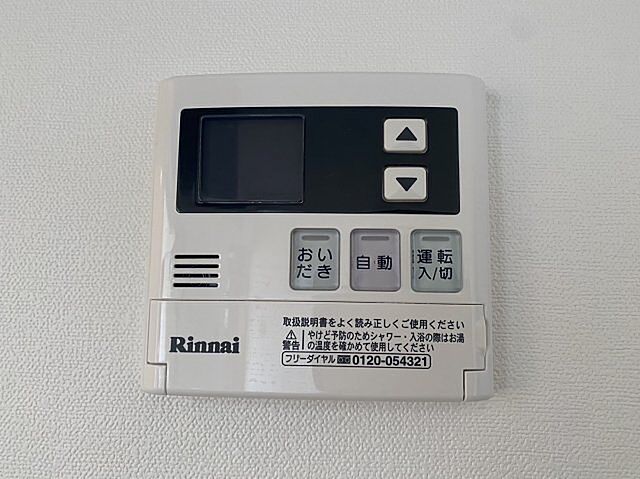 おい
だき
自動
運転
入/切
Rinnai
取扱説明書をよく読み正しくご使用ください
警告 やけど予防のためシャワー・入浴の際はお湯
の温度を確かめて使用してください
フリーダイヤル 0120-054321